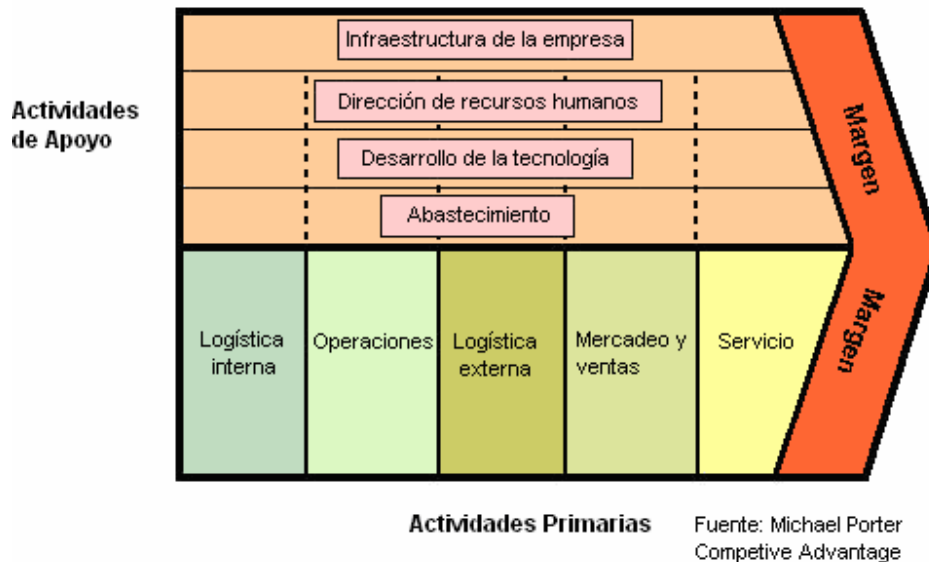 Infraestructura de la empresa
Actividades
de Apoyo
Dirección de recursos humanos
Desarrollo de la tecnología
Abastecimiento
Margen
Margen
Logística
interna
Operaciones
Logística
externa
Mercadeo y
ventas
Servicio
Actividades Primarias
Fuente: Michael Porter
Competive Advantage